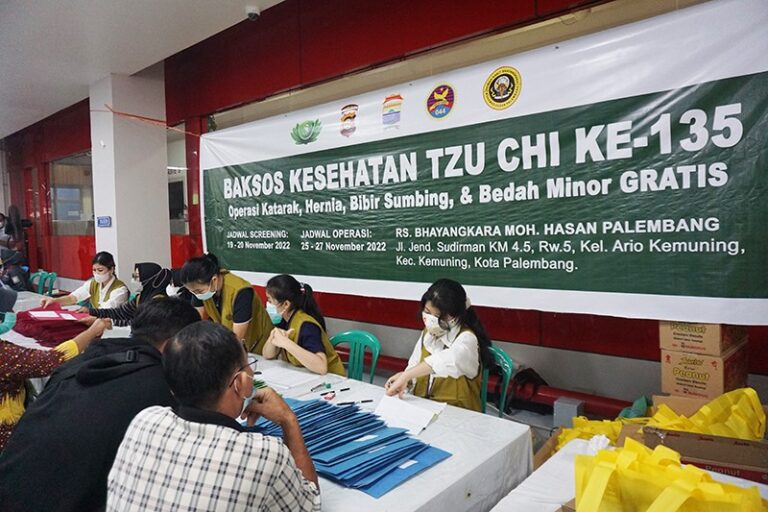 BAKSOS KESEHATAN TZU CHI KE-135
Operasi Katarak, Hernia, Bibir Sumbing, & Bedah Minor GRATIS
JADWAL SCREENING:
19 - 20 November 2022
JADWAL OPERASI:
25 - 27 November 2022
RS. BHAYANGKARA MOH. HASAN PALEMBANG
Jl. Jend. Sudirman KM 4.5, Rw.5, Kel. Ario Kemuning,
Kec. Kemuning, Kota Palembang.
044
Peanut